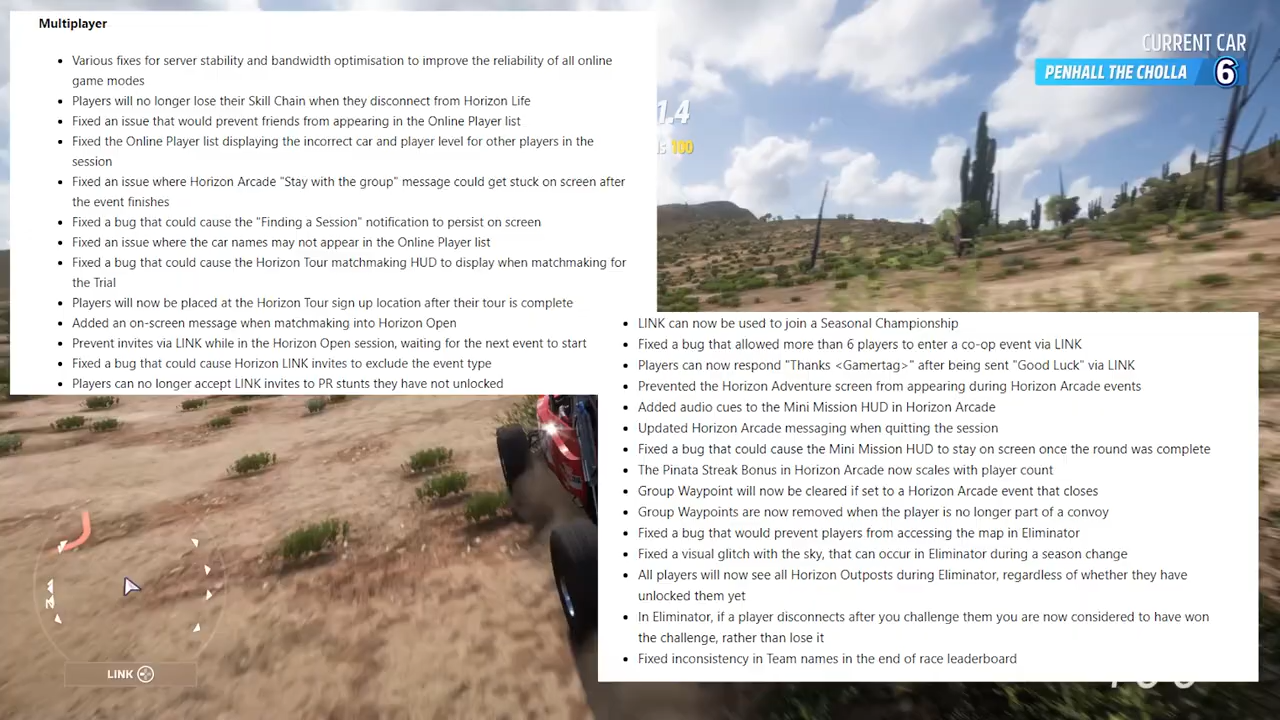 Multiplayer
• Various fixes for server stability and bandwidth optimisation to improve the reliability of all online
game modes
• Players will no longer lose their Skill Chain when they disconnect from Horizon Life
• Fixed an issue that would prevent friends from appearing in the Online Player list
• Fixed the Online Player list displaying the incorrect car and player level for other players in the
session
• Fixed an issue where Horizon Arcade "Stay with the group" message could get stuck on screen after
the event finishes
• Fixed a bug that could cause the "Finding a Session" notification to persist on screen
• Fixed an issue where the car names may not appear in the Online Player list
• Fixed a bug that could cause the Horizon Tour matchmaking HUD to display when matchmaking for
the Trial
• Players will now be placed at the Horizon Tour sign up location after their tour is complete
• Added an on-screen message when matchmaking into Horizon Open
• Prevent invites via LINK while in the Horizon Open session, waiting for the next event to start
• Fixed a bug that could cause Horizon LINK invites to exclude the event type
• Players can no longer accept LINK invites to PR stunts they have not unlocked
CURRENT CAR
PENHALL THE CHOLLA 6
1.4
100
• LINK can now be used to join a Seasonal Championship
• Fixed a bug that allowed more than 6 players to enter a co-op event via LINK
• Players can now respond "Thanks <Gamertag>" after being sent "Good Luck" via LINK
• Prevented the Horizon Adventure screen from appearing during Horizon Arcade events
• Added audio cues to the Mini Mission HUD in Horizon Arcade
• Updated Horizon Arcade messaging when quitting the session
• Fixed a bug that could cause the Mini Mission HUD to stay on screen once the round was complete
• The Pinata Streak Bonus in Horizon Arcade now scales with player count
• Group Waypoint will now be cleared if set to a Horizon Arcade event that closes
• Group Waypoints are now removed when the player is no longer part of a convoy
• Fixed a bug that would prevent players from accessing the map in Eliminator
• Fixed a visual glitch with the sky, that can occur in Eliminator during a season change
• All players will now see all Horizon Outposts during Eliminator, regardless of whether they have
unlocked them yet
• In Eliminator, if a player disconnects after you challenge them you are now considered to have won
the challenge, rather than lose it
• Fixed inconsistency in Team names in the end of race leaderboard
N
LINK